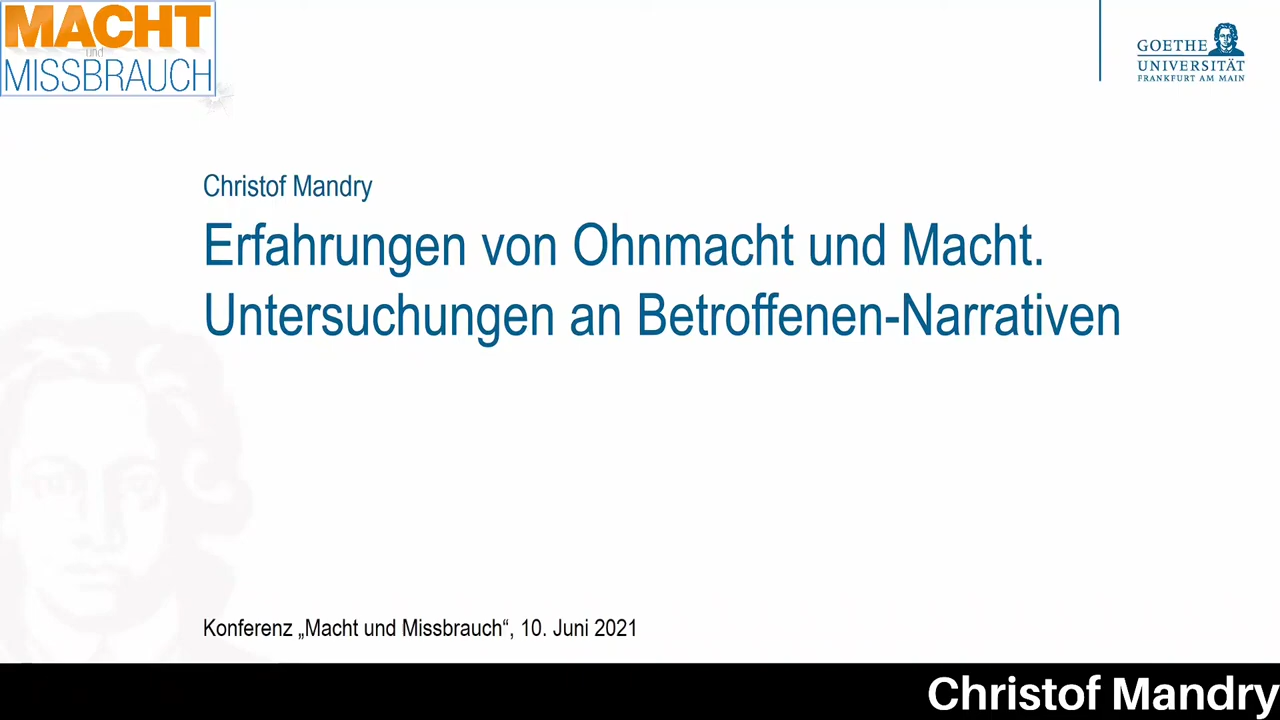 MACHT
und
MISSBRAUCH
GOETHE
UNIVERSITÄT
FRANKFURT AM MAIN
Christof Mandry
Erfahrungen von Ohnmacht und Macht.
Untersuchungen an Betroffenen-Narrativen
Konferenz „Macht und Missbrauch“, 10. Juni 2021
Christof Mandry